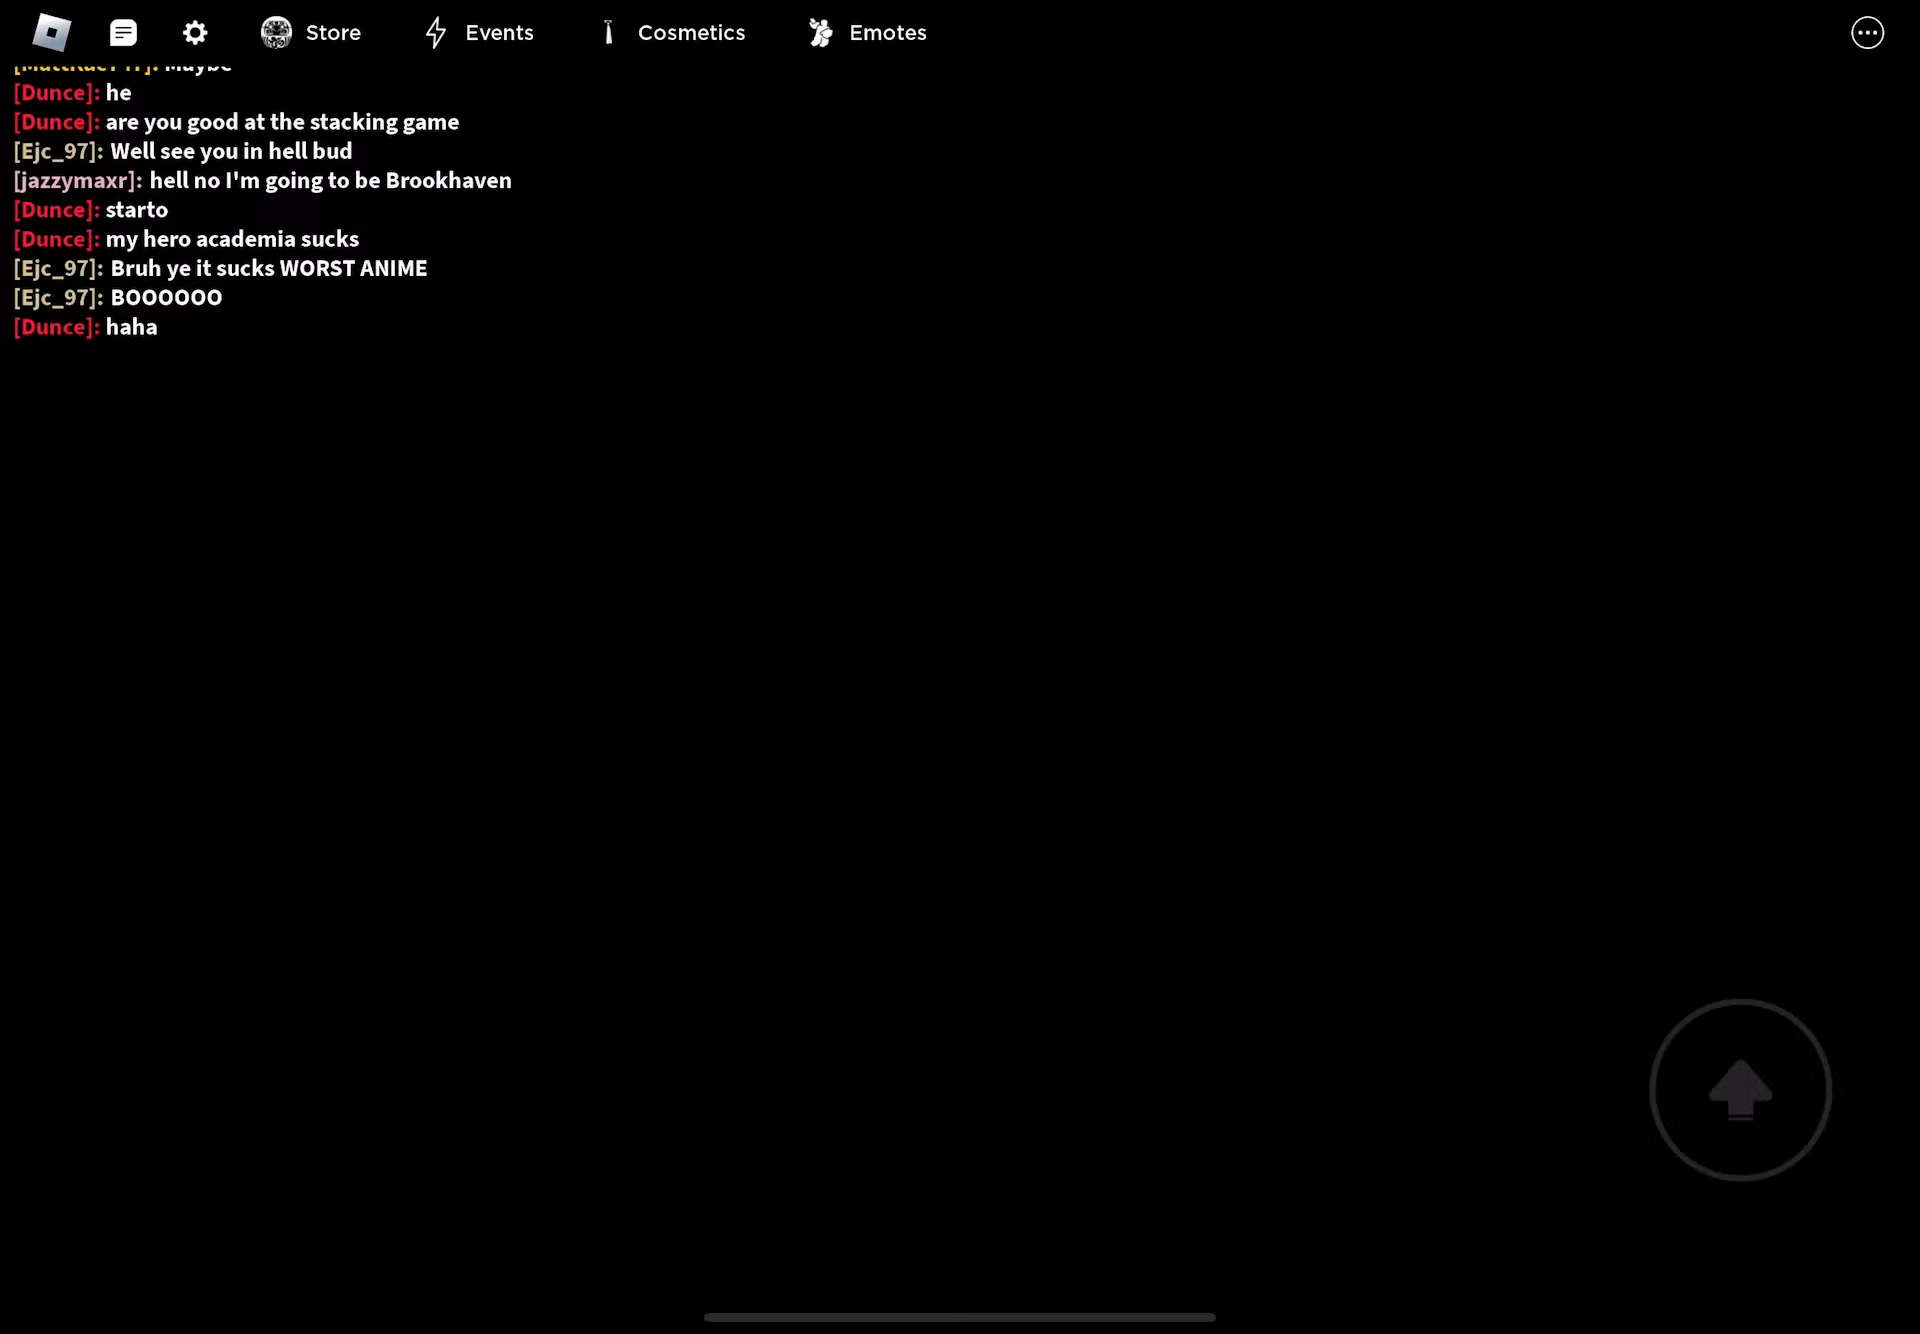 Store
Events
Cosmetics
Emotes
Maybe
[Dunce]: he
[Dunce]: are you good at the stacking game
[Ejc_97]: Well see you in hell bud
[jazzymaxr]: hell no I'm going to be Brookhaven
[Dunce]: starto
[Dunce]: my hero academia sucks
[Ejc_97]: Bruh ye it sucks WORST ANIME
[Ejc_97]: BOOOOOO
[Dunce]: haha